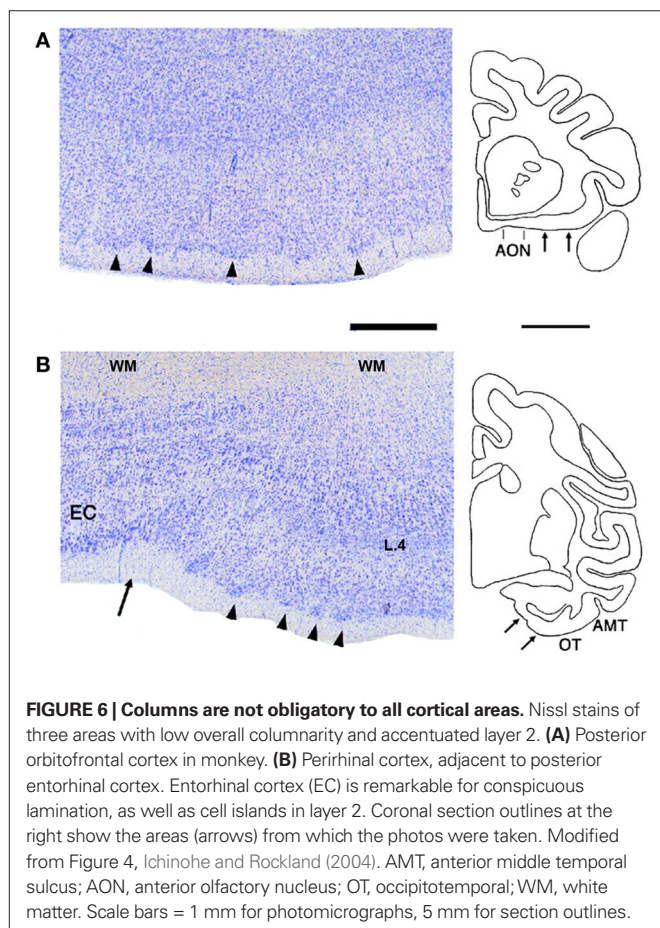 A
AON
B
WM
WM
EC
L.4
AMT
OT
FIGURE 6 | Columns are not obligatory to all cortical areas. Nissl stains of
three areas with low overall columnarity and accentuated layer 2. (A) Posterior
orbitofrontal cortex in monkey. (B) Perirhinal cortex, adjacent to posterior
entorhinal cortex. Entorhinal cortex (EC) is remarkable for conspicuous
lamination, as well as cell islands in layer 2. Coronal section outlines at the
right show the areas (arrows) from which the photos were taken. Modified
from Figure 4, Ichinohe and Rockland (2004). AMT, anterior middle temporal
sulcus; AON, anterior olfactory nucleus; OT, occipitotemporal; WM, white
matter. Scale bars = 1 mm for photomicrographs, 5 mm for section outlines.